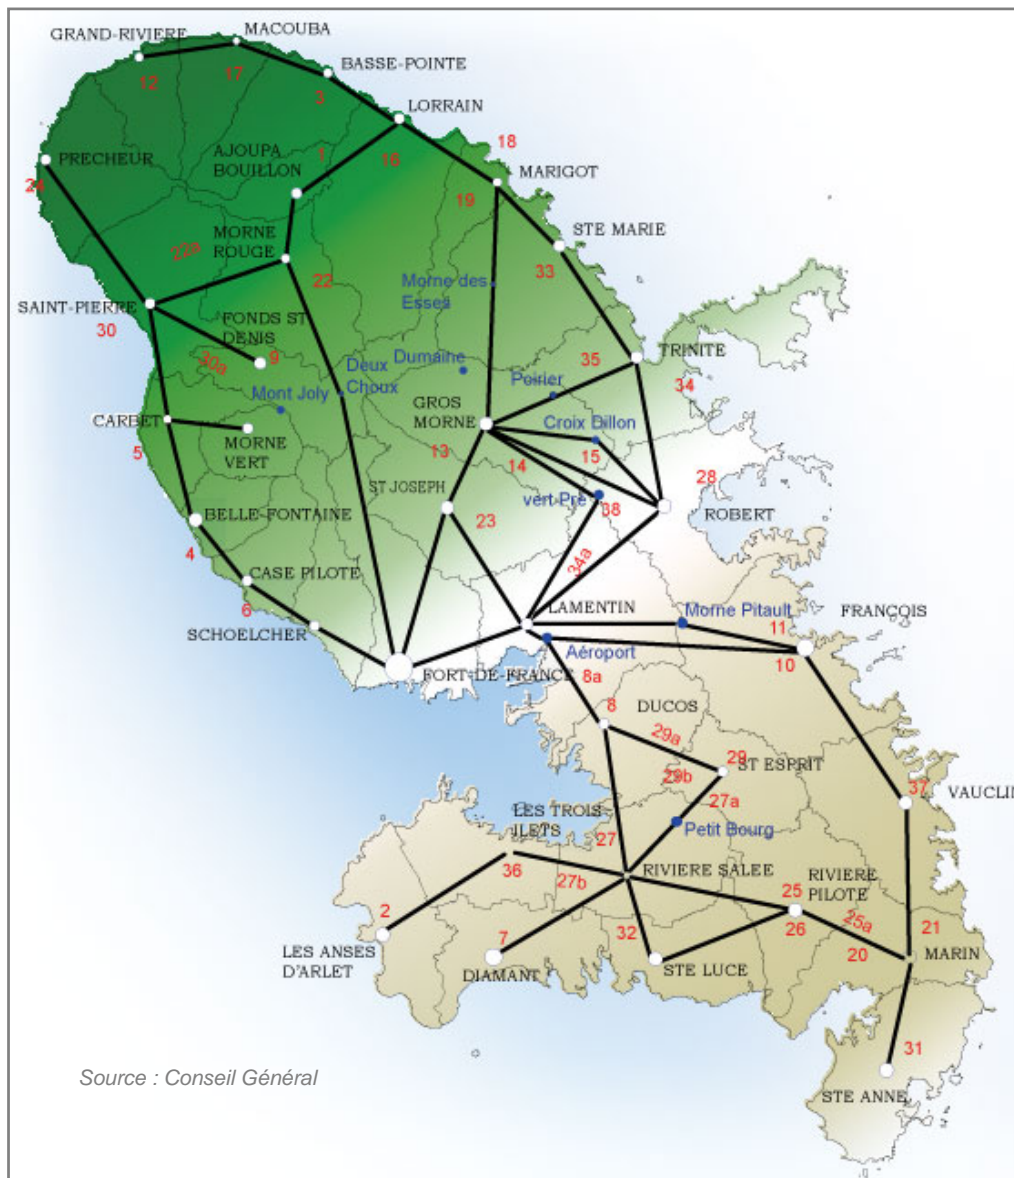 MACOUBA
GRAND-RIVIERE
17
12
BASSE-POINTE
3
LORRAIN
18
PRECHEUR
AJOUPA
BOUILLON
1
16
MARIGOT
24
19
STE MARIE
MORNE
ROUGE
22a
22
33
Morne des
Esses
SAINT-PIERRE
30
FONDS ST
DENIS
30a
9
Deux
Choux
Dumaine
35
TRINITE
34
Mont Joly
Poirier
GROS
MORNE
Croix Dillon
CARBET
MORNE
VERT
5
13
14
15
28
ST JOSEPH
vert-Pré
38
BELLE-FONTAINE
23
ROBERT
4
34a
CASE PILOTE
6
LAMENTIN
Morne Pitault
FRANÇOIS
SCHOELCHER
11
Aéroport
10
FORT-DE-FRANCE
8a
8
DUCOS
29a
29
ST ESPRIT
29b
27a
37
VAUCLIN
LES TROIS
ILETS
Petit Bourg
27
36
27b
RIVIERE SALEE
25
RIVIERE
PILOTE
2
7
32
26
25a
21
20
LES ANSES
D'ARLET
DIAMANT
STE LUCE
MARIN
31
STE ANNE
Source : Conseil Général